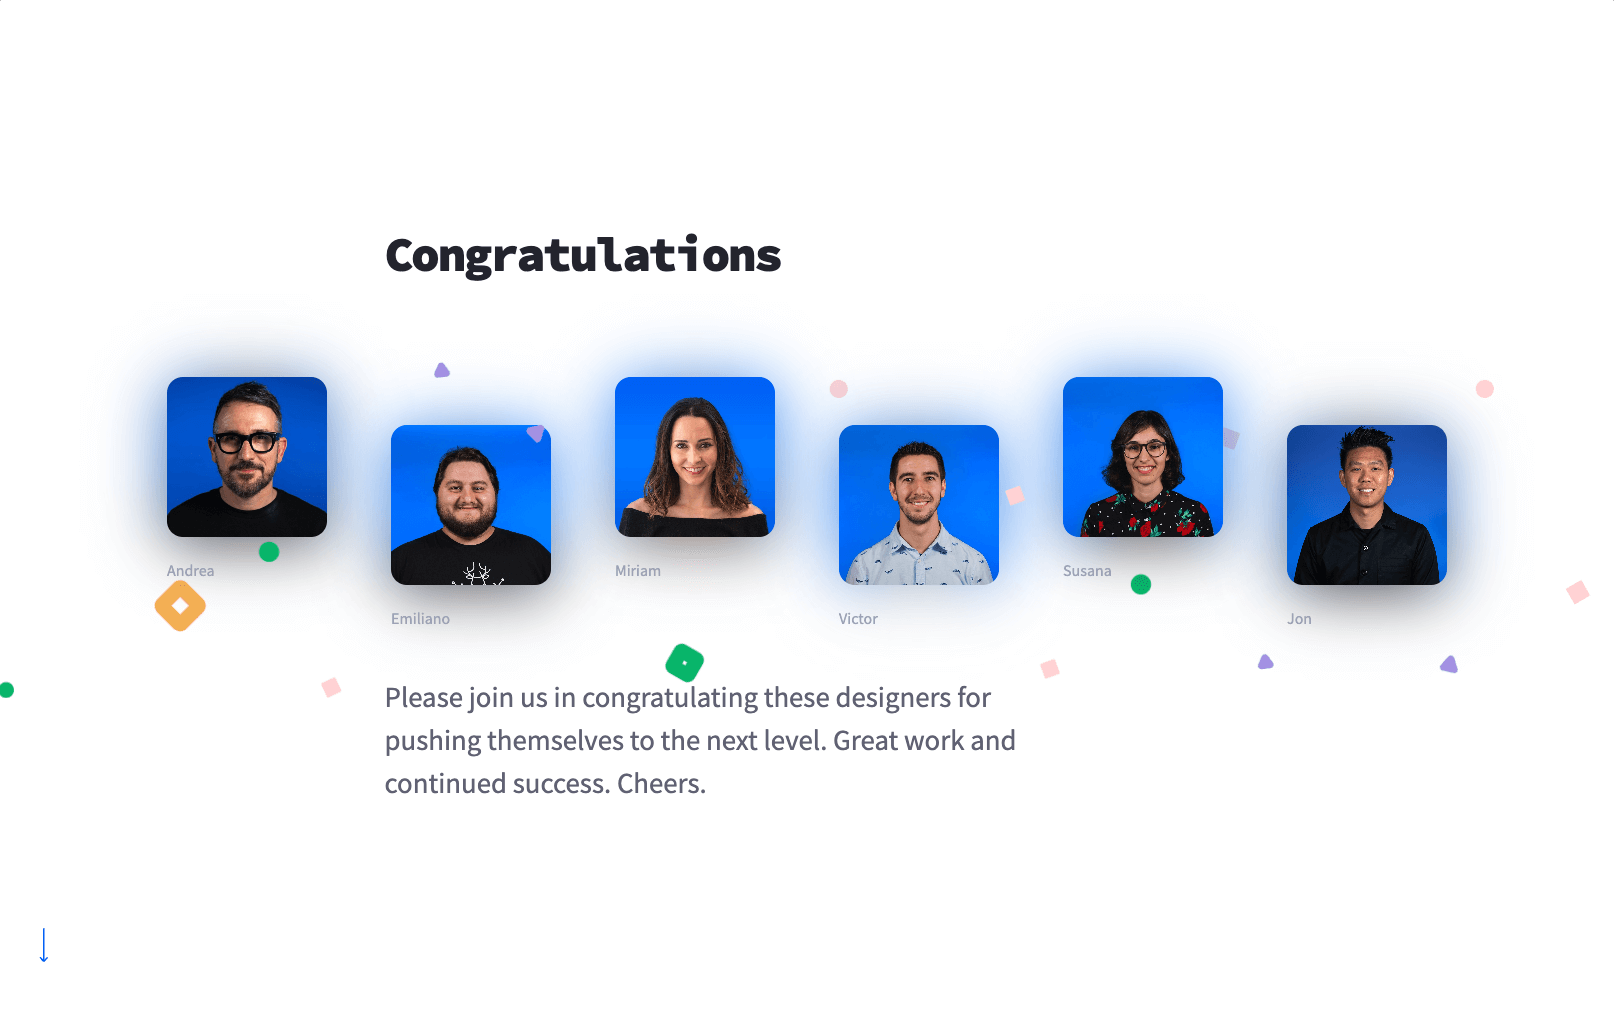 Congratulations
Andrea
Emiliano
Miriam
Victor
Susana
Jon
Please join us in congratulating these designers for
pushing themselves to the next level. Great work and
continued success. Cheers.